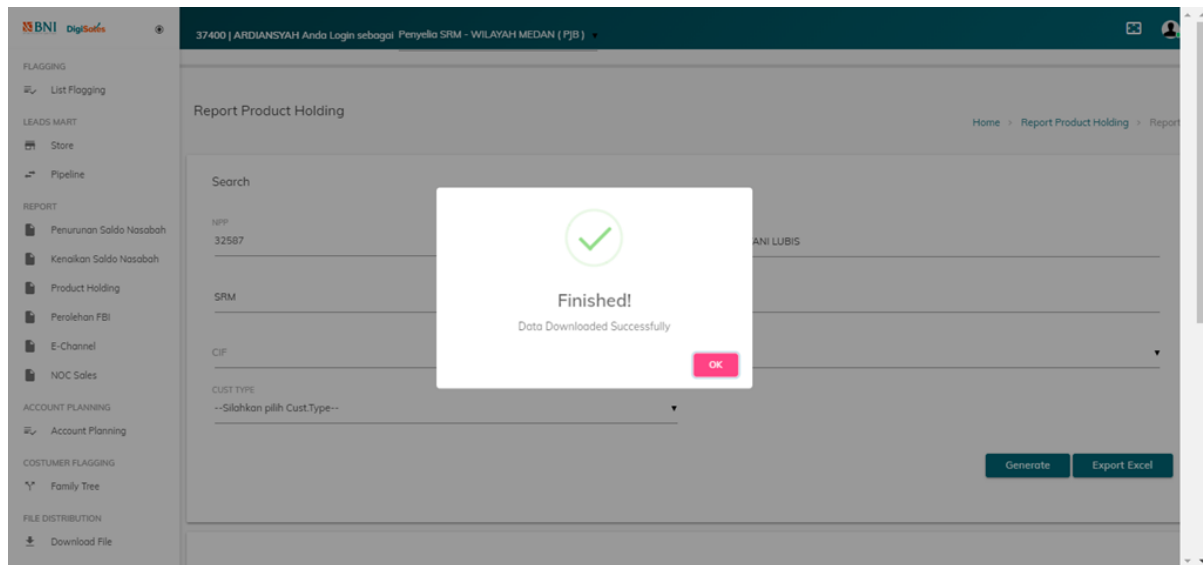 BNI DigiSales
37400 | ARDIANSYAH Anda Login sebagai Penyelia SRM - WILAYAH MEDAN ( PJB )
FLAGGING
List Flagging
LEADS MART
Store
Pipeline
REPORT
Penurunan Saldo Nasabah
Kenaikan Saldo Nasabah
Product Holding
Perolehan FBI
E-Channel
NOC Sales
ACCOUNT PLANNING
Account Planning
COSTUMER FLAGGING
Family Tree
FILE DISTRIBUTION
Download File
Report Product Holding
Home > Report Product Holding > Report
Search
NPP
32587
ANI LUBIS
SRM
CIF
CUST TYPE
--Silahkan pilih Cust.Type--
Generate
Export Excel
Finished!
Data Downloaded Successfully
OK